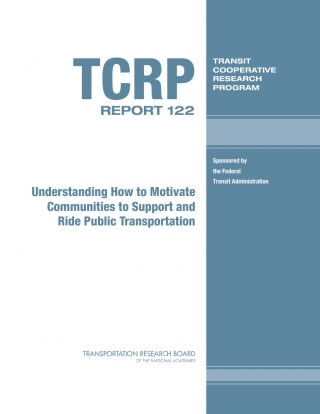 TCRP
REPORT 122
TRANSIT
COOPERATIVE
RESEARCH
PROGRAM
Sponsored by
the Federal
Transit Administration
Understanding How to Motivate
Communities to Support and
Ride Public Transportation
TRANSPORTATION RESEARCH BOARD
OF THE NATIONAL ACADEMIES